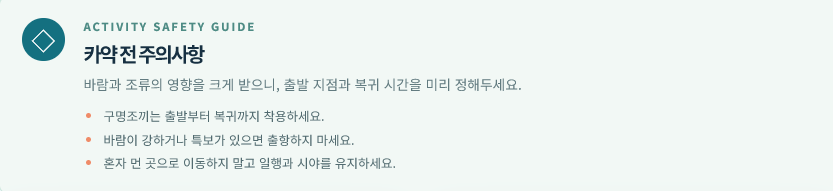 ACTIVITY SAFETY GUIDE
카약 전 주의사항
바람과 조류의 영향을 크게 받으니, 출발 지점과 복귀 시간을 미리 정해두세요.
구명조끼는 출발부터 복귀까지 착용하세요.
바람이 강하거나 특보가 있으면 출항하지 마세요.
혼자 먼 곳으로 이동하지 말고 일행과 시야를 유지하세요.